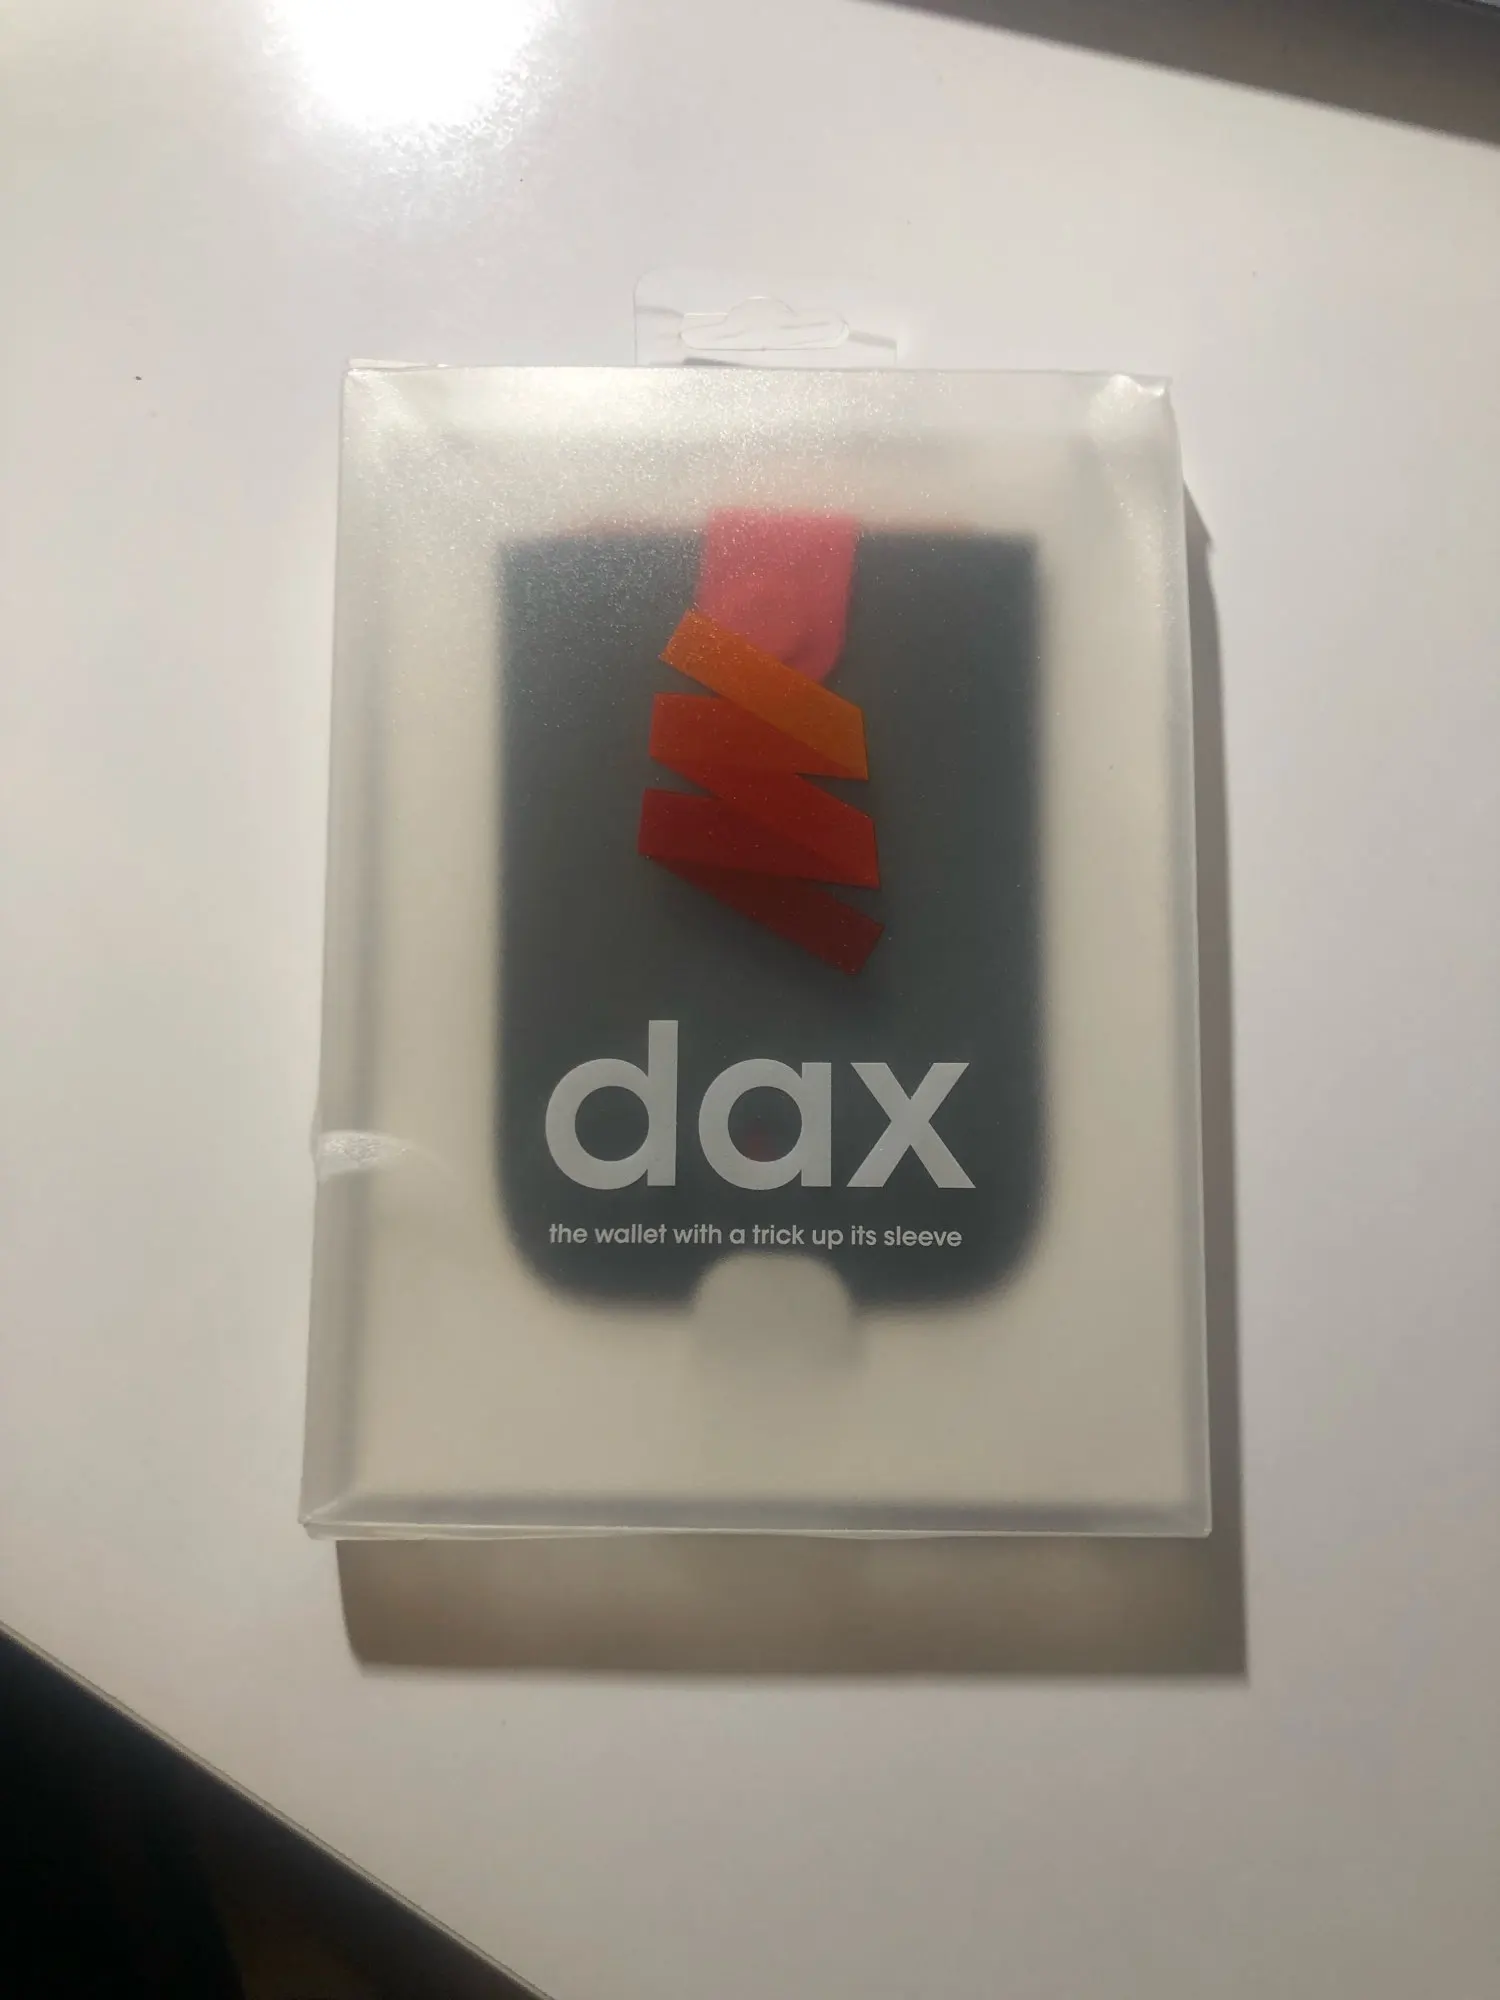 dax
the wallet with a trick up its sleeve